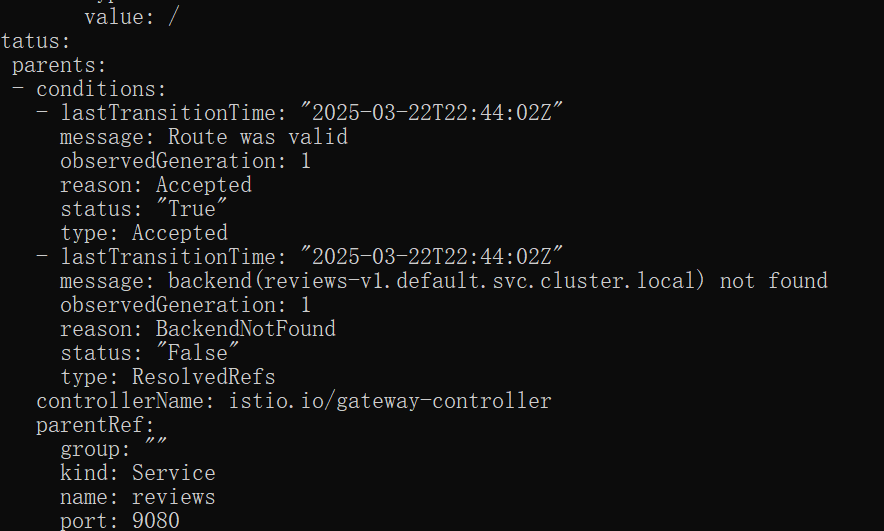 value: /
tatus:
parents:
- conditions:
- lastTransitionTime: "2025-03-22T22:44:02Z"
message: Route was valid
observedGeneration: 1
reason: Accepted
status: "True"
type: Accepted
- lastTransitionTime: "2025-03-22T22:44:02Z"
message: backend(reviews-v1.default.svc.cluster.local) not found
observedGeneration: 1
reason: BackendNotFound
status: "False"
type: ResolvedRefs
controllerName: istio.io/gateway-controller
parentRef:
group: ""
kind: Service
name: reviews
port: 9080